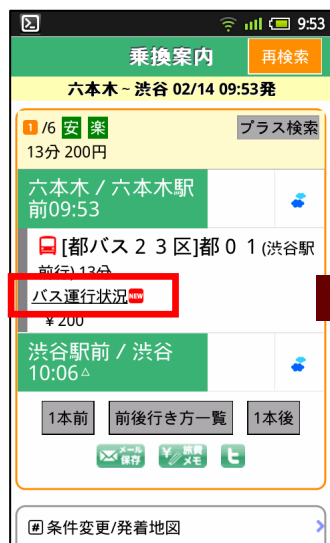 9:53
乗換案内
再検索
六本木～渋谷 02/14 09:53発
1 /6 安 楽
プラス検索
13分 200円
六本木 / 六本木駅
前09:53
[都バス２３区]都０１(渋谷駅
前行) 13分
バス運行状況 NEW
￥200
渋谷駅前 / 渋谷
10:06△
1本前
前後行き方一覧
1本後
メール
保存
旅費
メモ
# 条件変更/発着地図